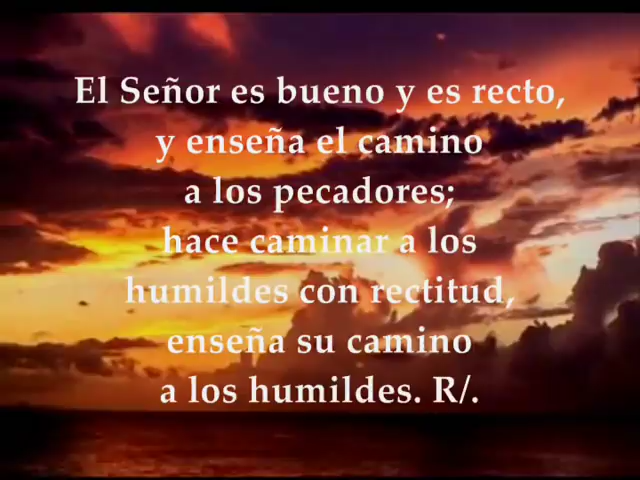 El Señor es bueno y es recto,
y enseña el camino
a los pecadores;
hace caminar a los
humildes con rectitud,
enseña su camino
a los humildes. R/.